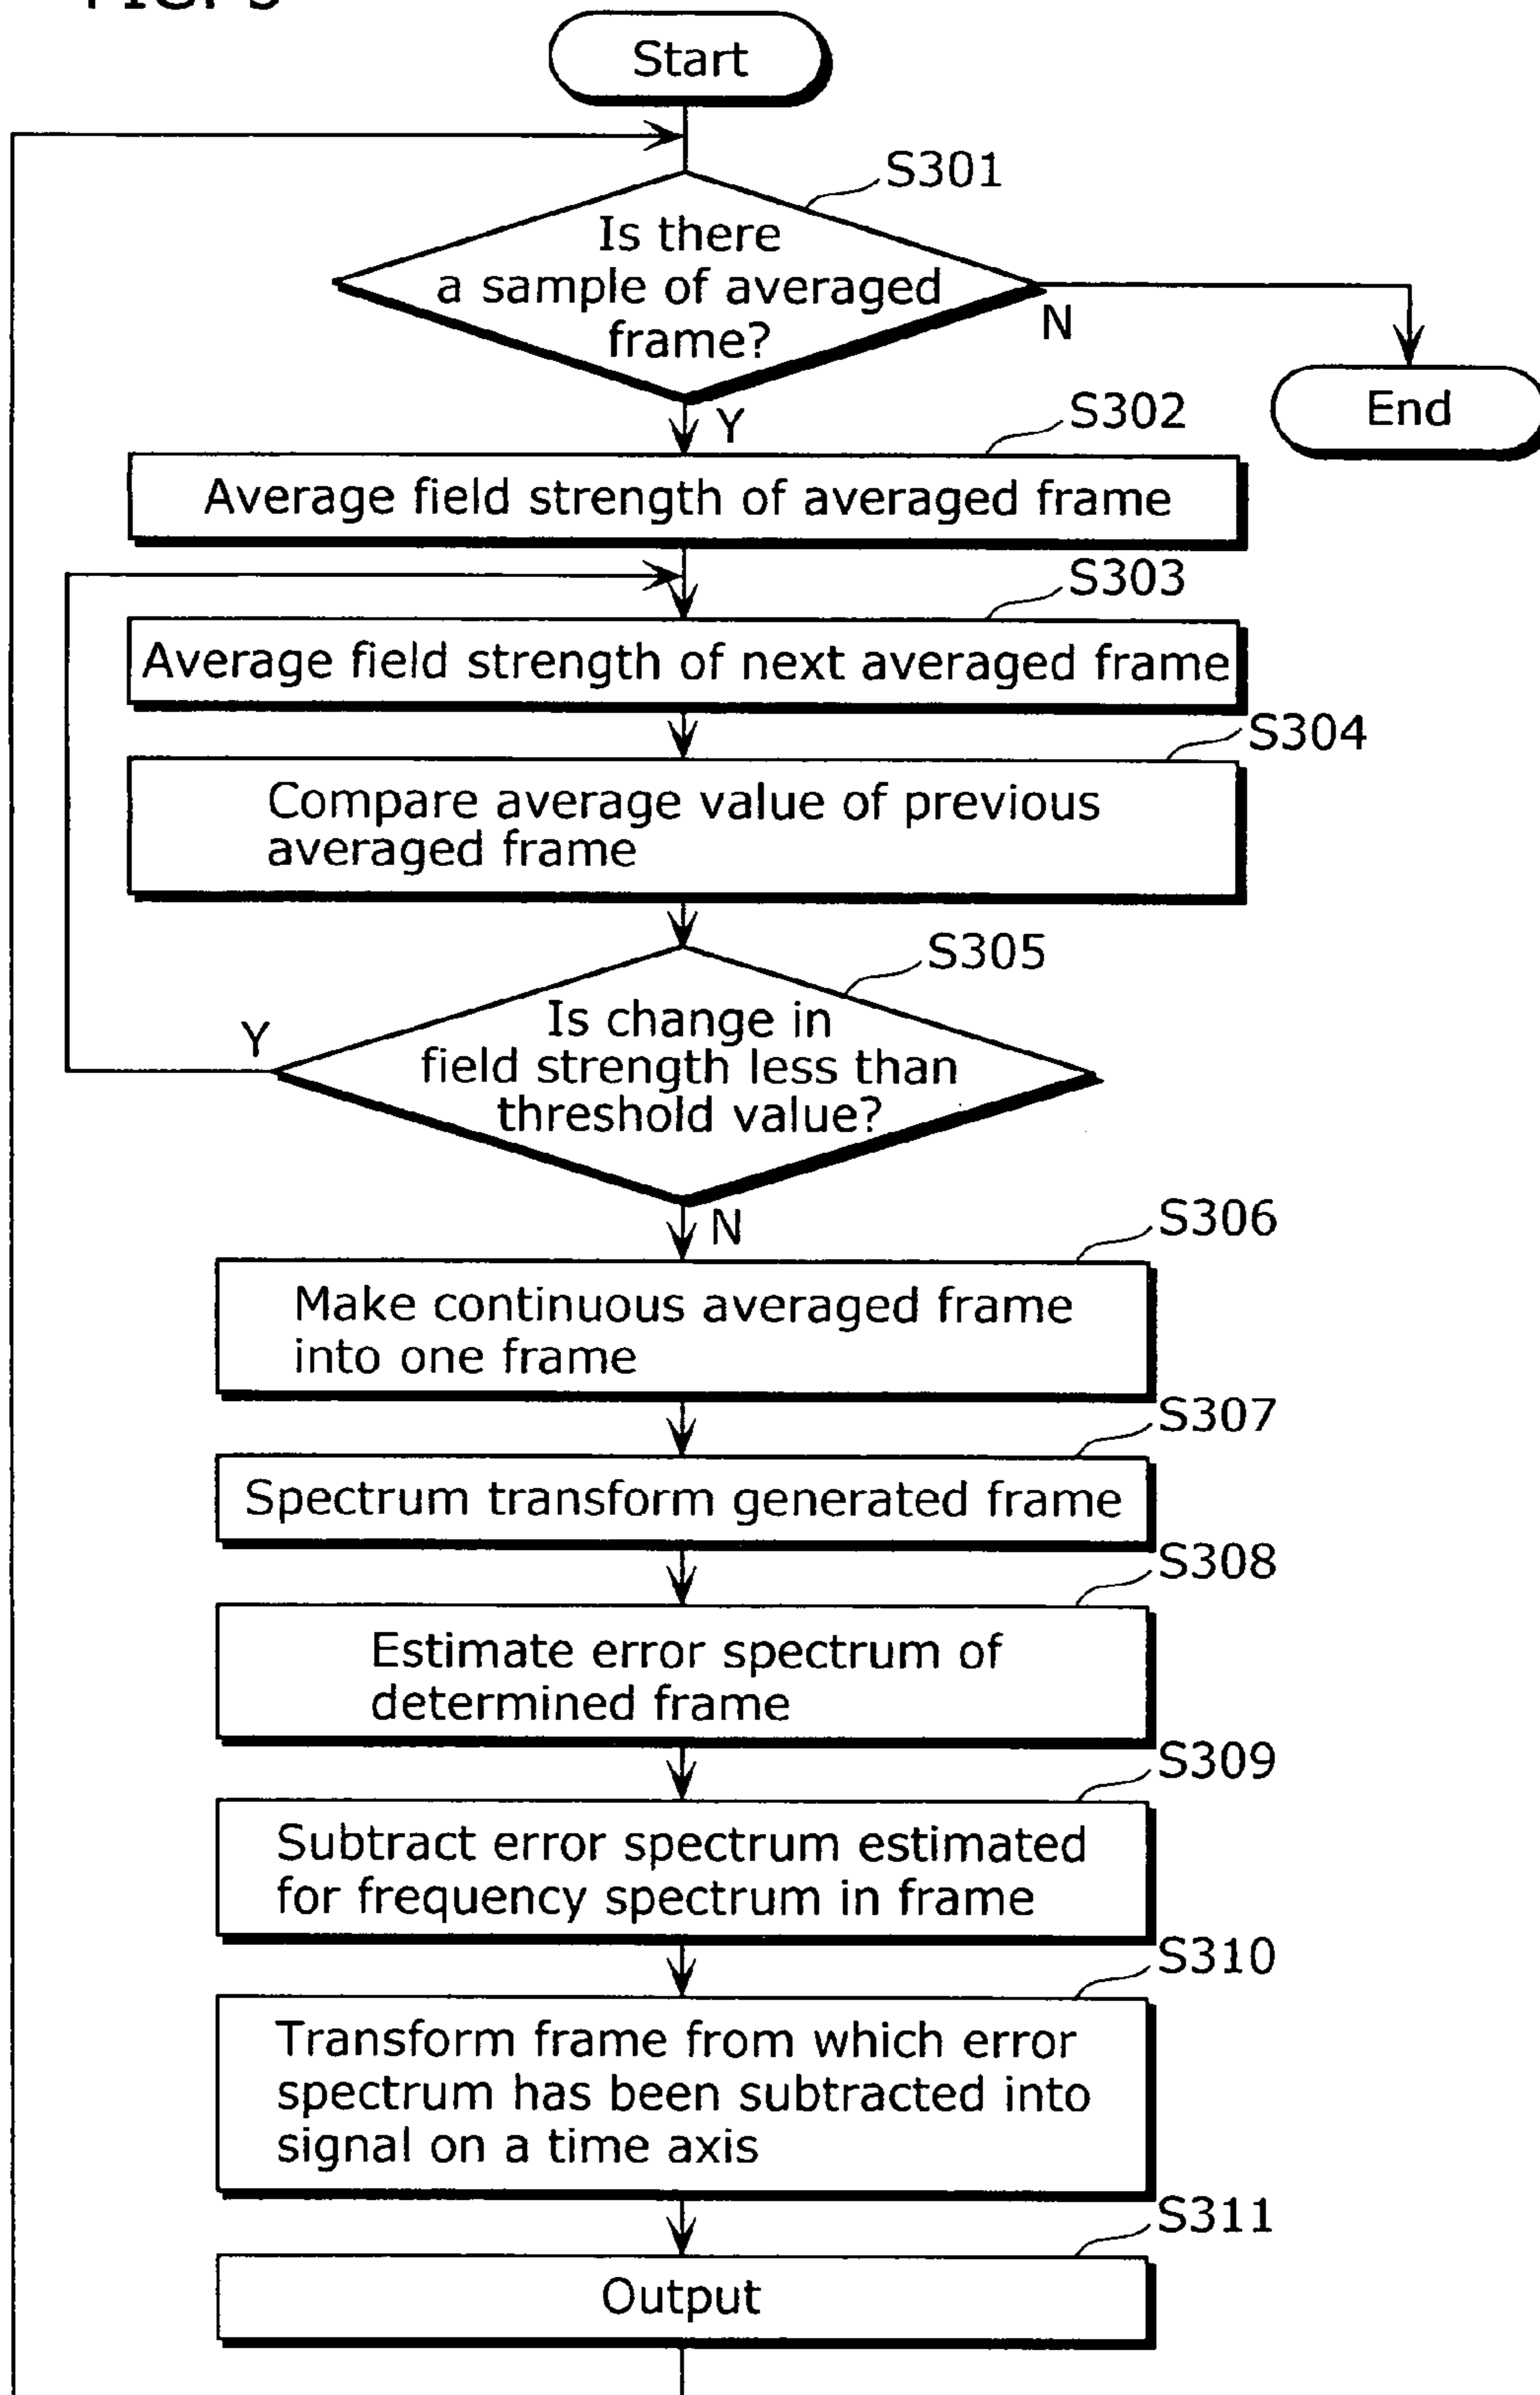 Start
S301
Is there
a sample of averaged
frame?
N
End
Y
S302
Average field strength of averaged frame
S303
Average field strength of next averaged frame
S304
Compare average value of previous
averaged frame
S305
Is change in
field strength less than
threshold value?
Y
N
S306
Make continuous averaged frame
into one frame
S307
Spectrum transform generated frame
S308
Estimate error spectrum of
determined frame
S309
Subtract error spectrum estimated
for frequency spectrum in frame
S310
Transform frame from which error
spectrum has been subtracted into
signal on a time axis
S311
Output